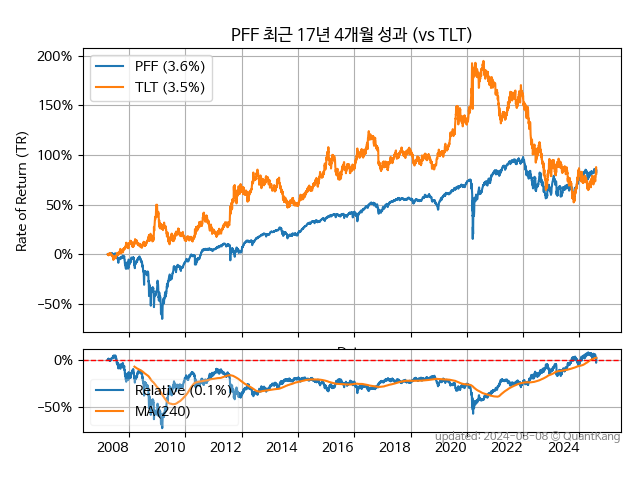 PFF 최근 17년 4개월 성과 (vs TLT)
Rate of Return (TR)
200%
150%
100%
50%
0%
−50%
PFF (3.6%)
TLT (3.5%)
0%
−50%
Relative (0.1%)
MA(240)
2008 2010 2012 2014 2016 2018 2020 2022 2024
updated: 2024-03-08 © QuantKang